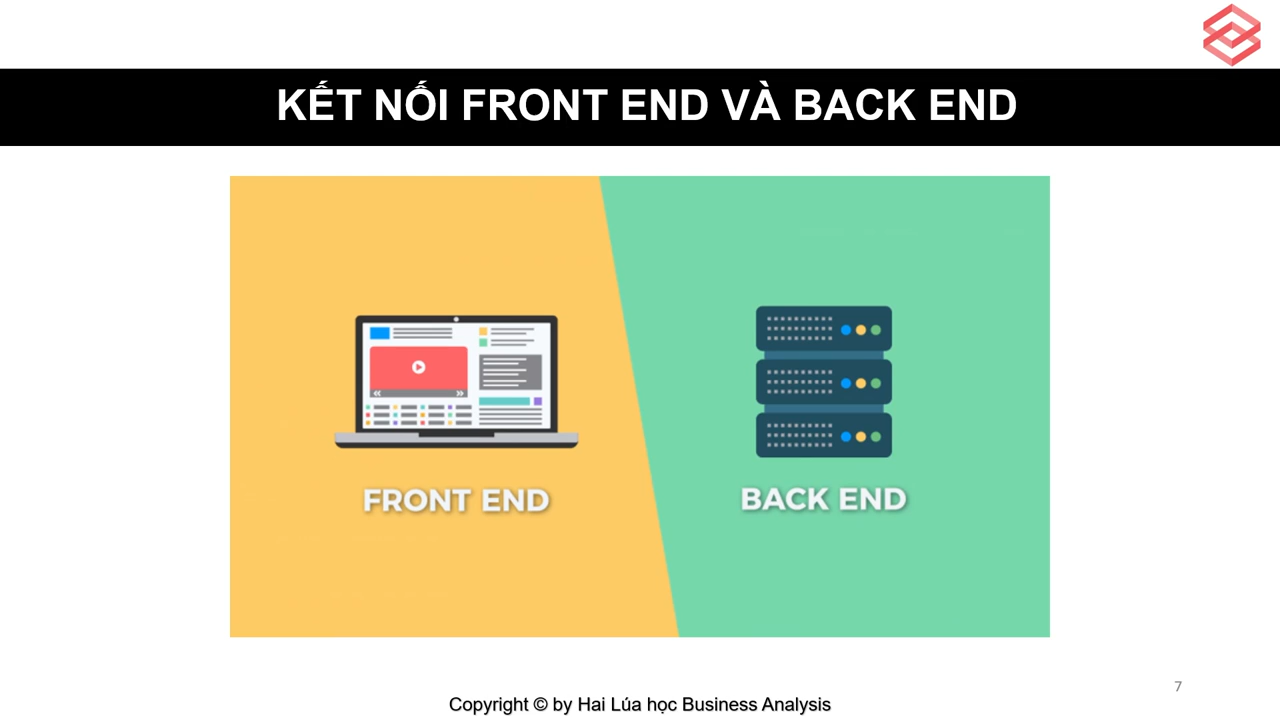 KẾT NỐI FRONT END VÀ BACK END
FRONT END
BACK END
7
Copyright © by Hai Lúa học Business Analysis